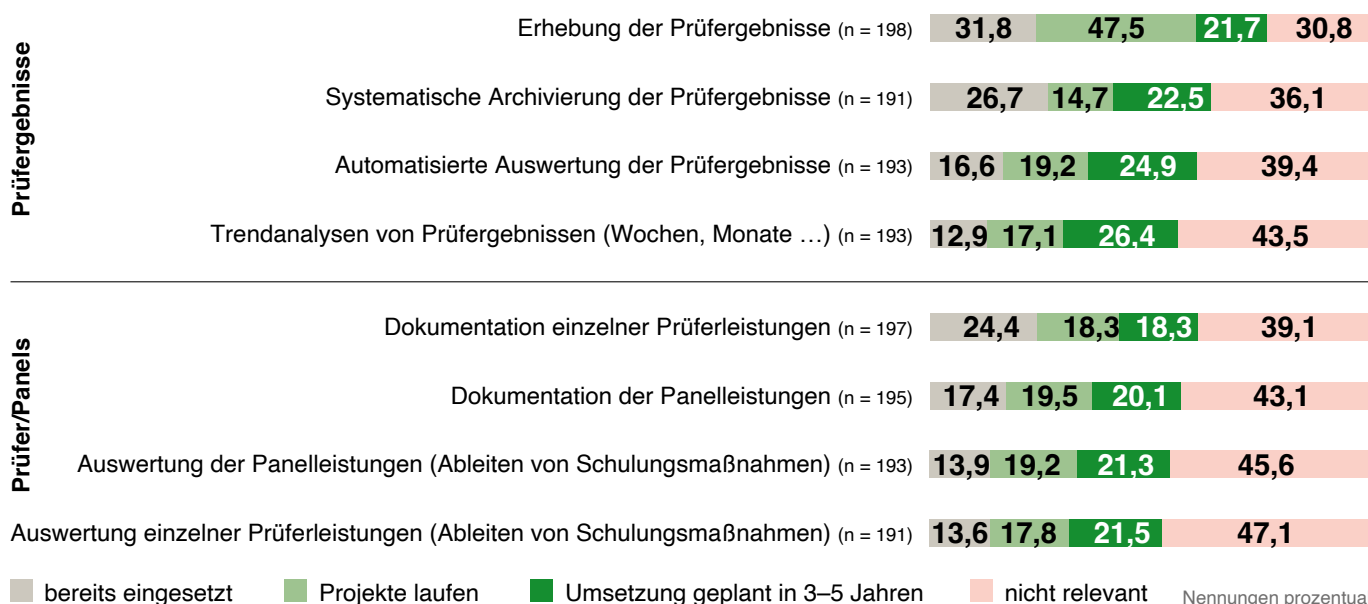 Prüfergebnisse
Erhebung der Prüfergebnisse (n = 198) 31,8 47,5 21,7 30,8
Systematische Archivierung der Prüfergebnisse (n = 191) 26,7 14,7 22,5 36,1
Automatisierte Auswertung der Prüfergebnisse (n = 193) 16,6 19,2 24,9 39,4
Trendanalysen von Prüfergebnissen (Wochen, Monate …) (n = 193) 12,9 17,1 26,4 43,5
Prüfer/Panels
Dokumentation einzelner Prüferleistungen (n = 197) 24,4 18,3 18,3 39,1
Dokumentation der Panelleistungen (n = 195) 17,4 19,5 20,1 43,1
Auswertung der Panelleistungen (Ableiten von Schulungsmaßnahmen) (n = 193) 13,9 19,2 21,3 45,6
Auswertung einzelner Prüferleistungen (Ableiten von Schulungsmaßnahmen) (n = 191) 13,6 17,8 21,5 47,1
bereits eingesetzt Projekte laufen Umsetzung geplant in 3–5 Jahren nicht relevant Nennungen prozentua